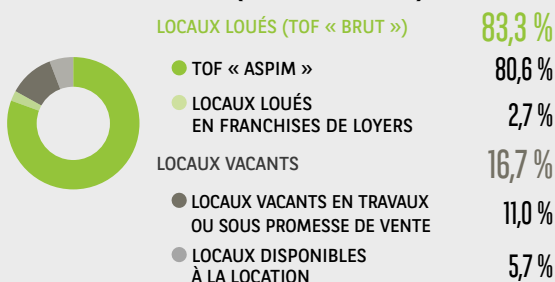 LOCAUX LOUÉS (TOF « BRUT ») 83,3 %
TOF « ASPIM » 80,6 %
LOCAUX LOUÉS
EN FRANCHISES DE LOYERS 2,7 %
LOCAUX VACANTS 16,7 %
LOCAUX VACANTS EN TRAVAUX
OU SOUS PROMESSE DE VENTE 11,0 %
LOCAUX DISPONIBLES
À LA LOCATION 5,7 %